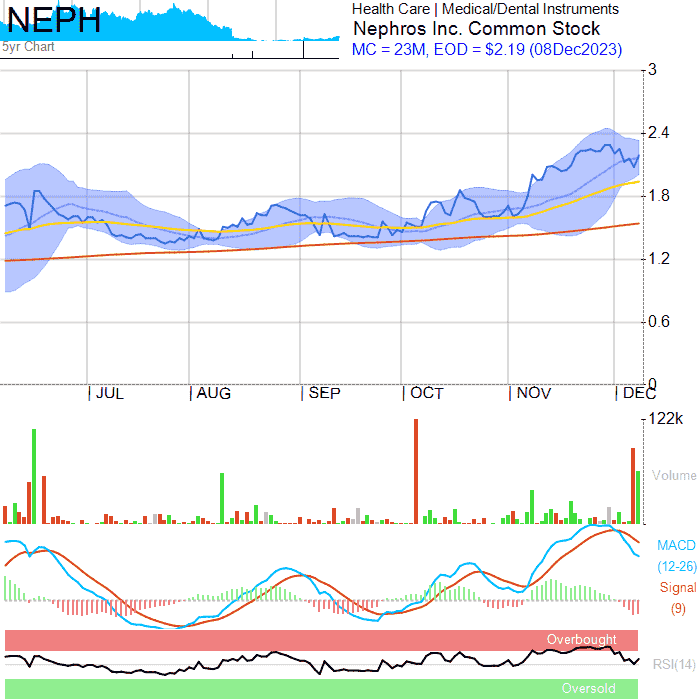 NEPH
5yr Chart
Health Care | Medical/Dental Instruments
Nephros Inc. Common Stock
MC = 23M, EOD = $2.19 (08Dec2023)
3
2.4
1.8
1.2
0.6
0
JUL AUG SEP OCT NOV DEC
122k
Volume
MACD
(12-26)
Signal
(9)
Overbought
RSI(14)
Oversold